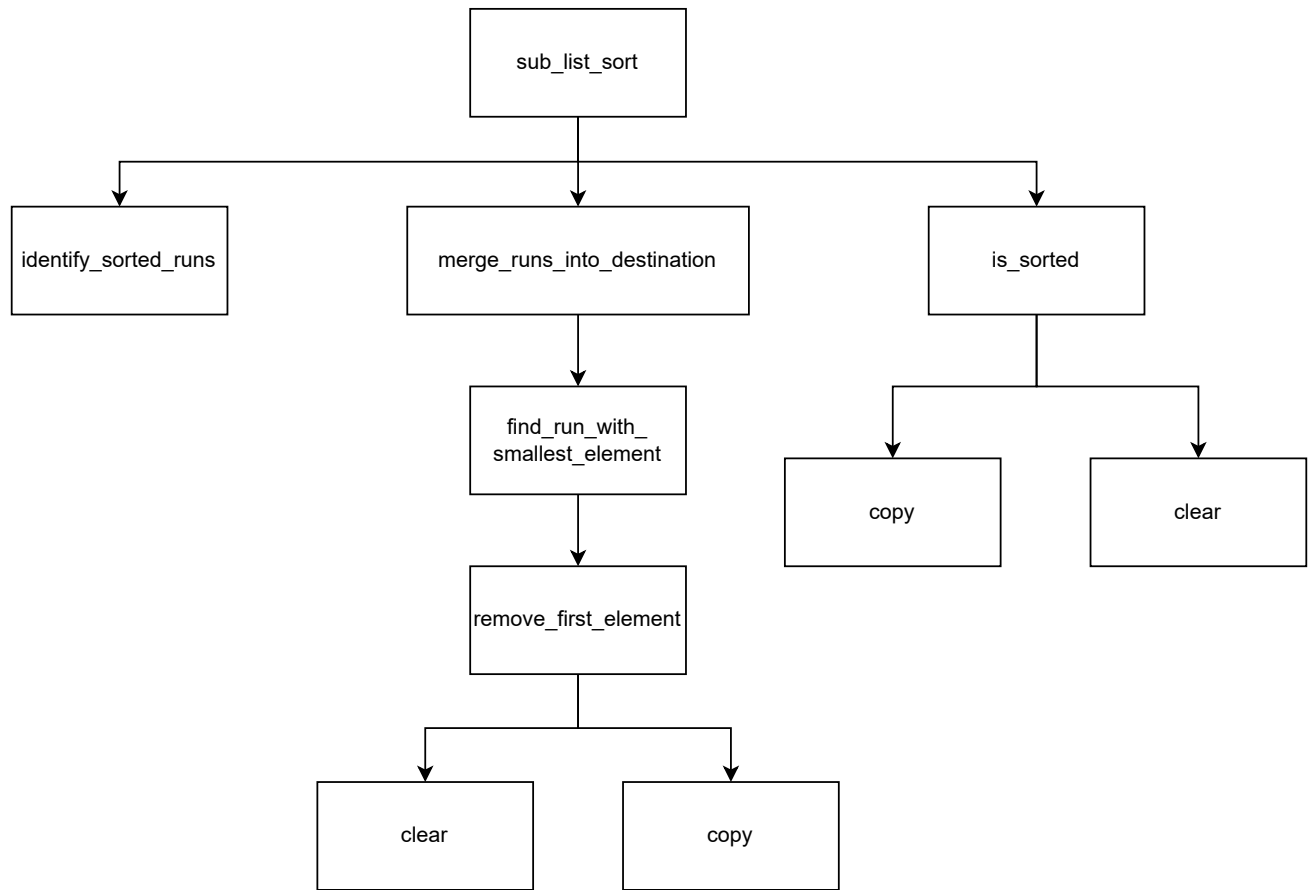 sub_list_sort
identify_sorted_runs
merge_runs_into_destination
is_sorted
find_run_with_
smallest_element
copy
clear
remove_first_element
clear
copy